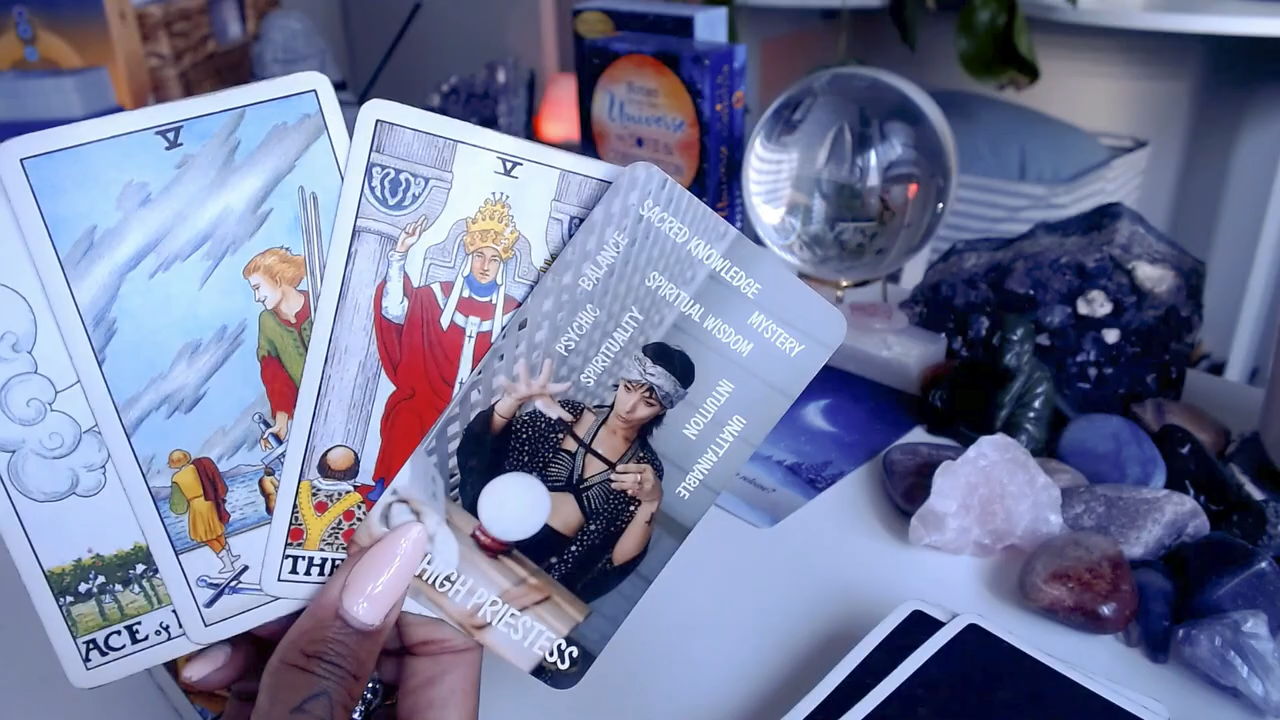 V
ACE of
V
THE
SACRED KNOWLEDGE
BALANCE
MYSTERY
SPIRITUAL WISDOM
PSYCHIC
SPIRITUALITY
INTUITION
UNATTAINABLE
HIGH PRIESTESS
Universe